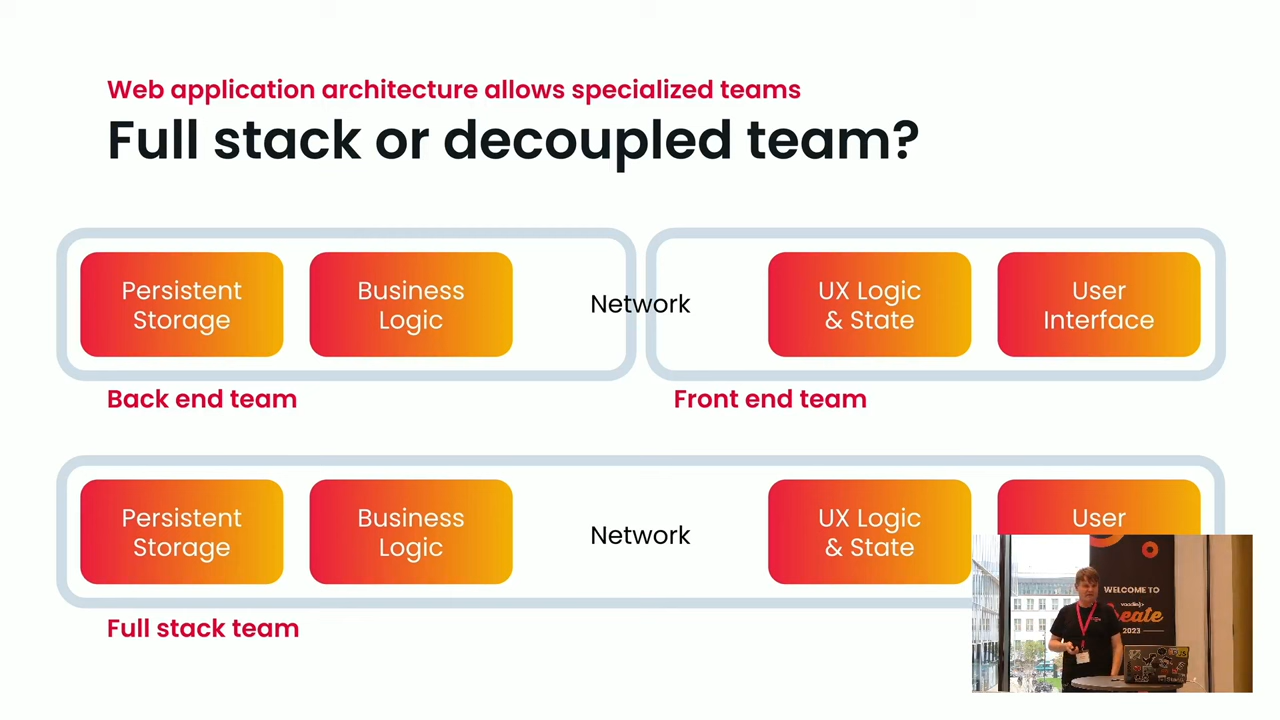 Web application architecture allows specialized teams
Full stack or decoupled team?
Persistent
Storage
Business
Logic
Network
UX Logic
& State
User
Interface
Back end team
Front end team
Persistent
Storage
Business
Logic
Network
UX Logic
& State
User
Full stack team
WELCOME TO
vaadin}>
eate
2023